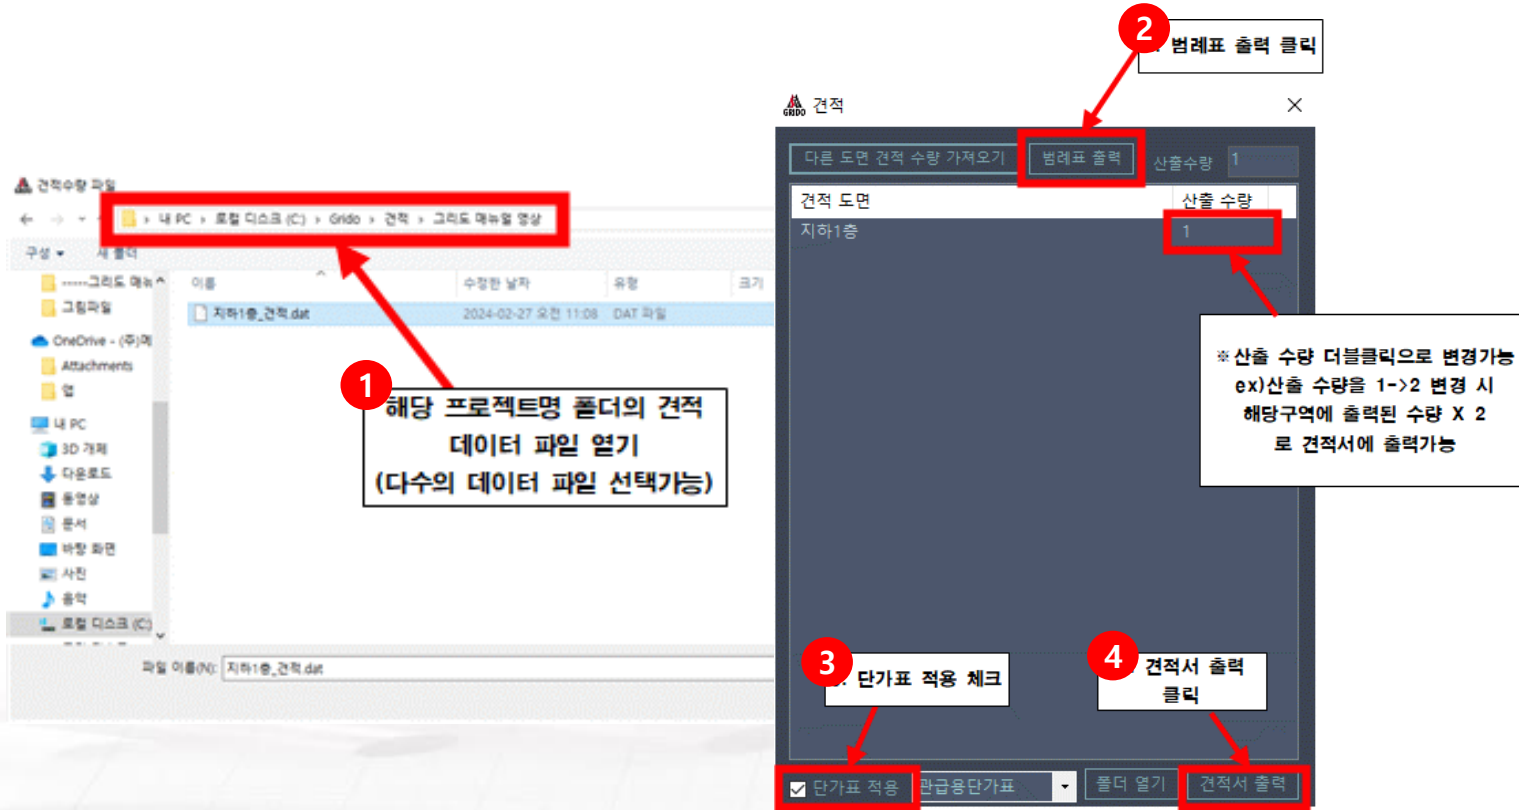 2
범례표 출력 클릭
GRIDO 견적
다른 도면 견적 수량 가져오기 범례표 출력 산출수량 1
견적 도면 산출 수량
지하1층 1
※산출 수량 더블클릭으로 변경가능
ex)산출 수량을 1->2 변경 시
해당구역에 출력된 수량 X 2
로 견적서에 출력가능
3
. 단가표 적용 체크
4
견적서 출력
클릭
단가표 적용 관급용단가표 폴더 열기 견적서 출력
견적수량 파일
내 PC › 로컬 디스크 (C:) › Grido › 견적 › 그리도 매뉴얼 영상
구성 새 폴더
이름 수정한 날짜 유형 크기
-----그리도 매뉴
그림파일
OneDrive - (주)메
Attachments
앱
내 PC
3D 개체
다운로드
동영상
문서
바탕 화면
사진
음악
로컬 디스크 (C:)
지하1층_견적.dat 2024-02-27 오전 11:08 DAT 파일
1
해당 프로젝트명 폴더의 견적
데이터 파일 열기
(다수의 데이터 파일 선택가능)
파일 이름(N): 지하1층_견적.dat